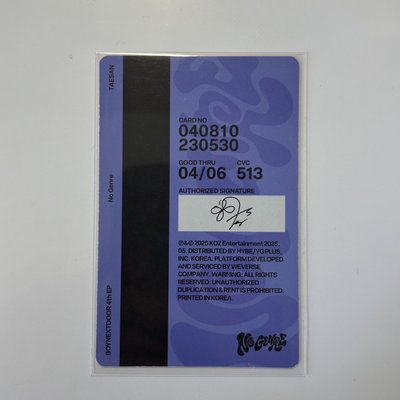 TAESAN
No Genre
BOYNEXTDOOR 4th EP
CARD NO
040810
230530
GOOD THRU CVC
04/06 513
AUTHORIZED SIGNATURE
℗&© 2025 KOZ Entertainment 2025.
05. DISTRIBUTED BY HYBE/YG PLUS,
INC. KOREA. PLATFORM DEVELOPED
AND SERVICED BY WEVERSE
COMPANY. WARNING: ALL RIGHTS
RESERVED. UNAUTHORIZED
DUPLICATION & RENT IS PROHIBITED.
PRINTED IN KOREA.
NO GENRE